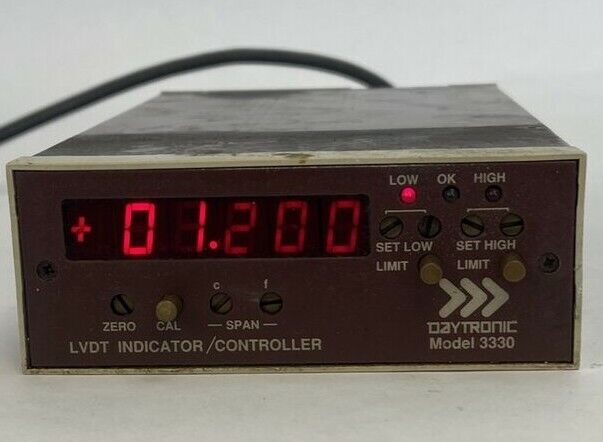 LOW OK HIGH
+ 01.200
SET LOW SET HIGH
LIMIT LIMIT
c f
ZERO CAL — SPAN —
DAYTRONIC
LVDT INDICATOR/CONTROLLER Model 3330